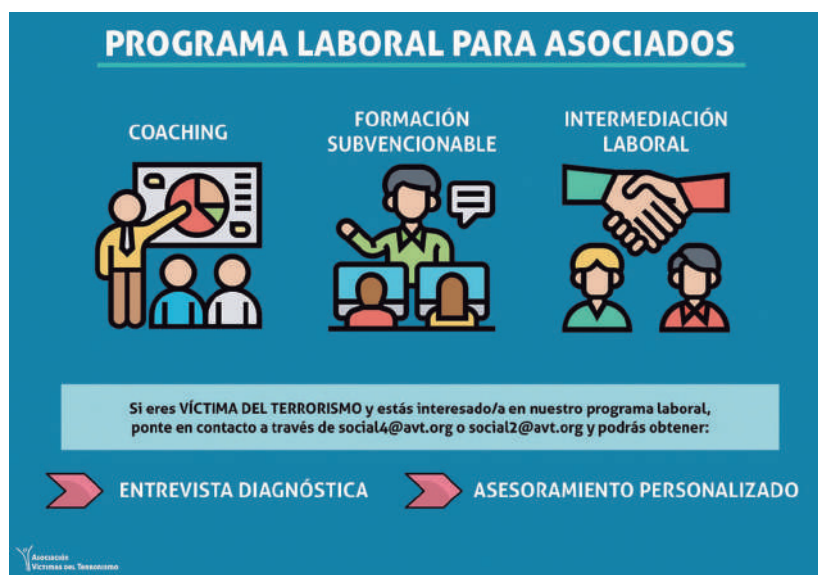 PROGRAMA LABORAL PARA ASOCIADOS
COACHING
FORMACIÓN
SUBVENCIONABLE
INTERMEDIACIÓN
LABORAL
Si eres VÍCTIMA DEL TERRORISMO y estás interesado/a en nuestro programa laboral,
ponte en contacto a través de social4@avt.org o social2@avt.org y podrás obtener:
ENTREVISTA DIAGNÓSTICA
ASESORAMIENTO PERSONALIZADO
Asociación
Víctimas del Terrorismo